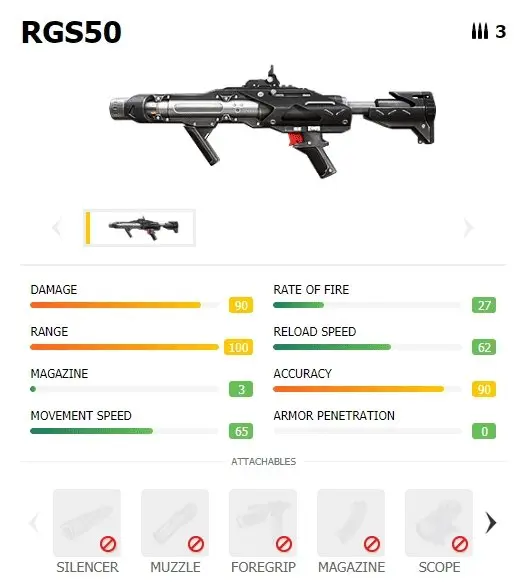 RGS50
3
DAMAGE
90
RATE OF FIRE
27
RANGE
100
RELOAD SPEED
62
MAGAZINE
3
ACCURACY
90
MOVEMENT SPEED
65
ARMOR PENETRATION
0
ATTACHABLES
SILENCER MUZZLE FOREGRIP MAGAZINE SCOPE